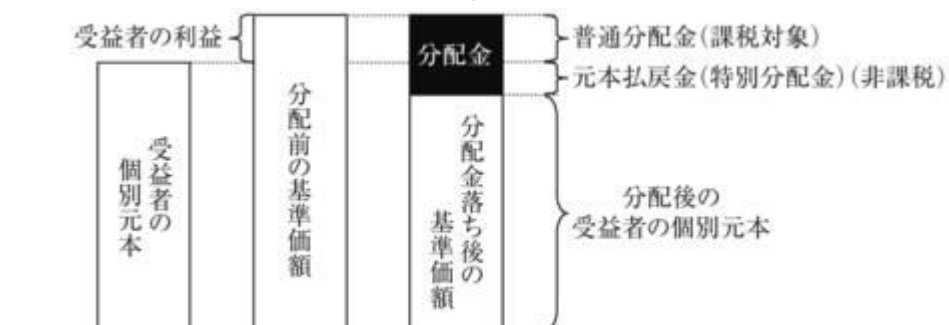 受益者の利益
分配金
普通分配金(課税対象)
元本払戻金(特別分配金)(非課税)
受益者の
個別元本
分配前の基準価額
分配金落ち後の
基準価額
分配後の
受益者の個別元本